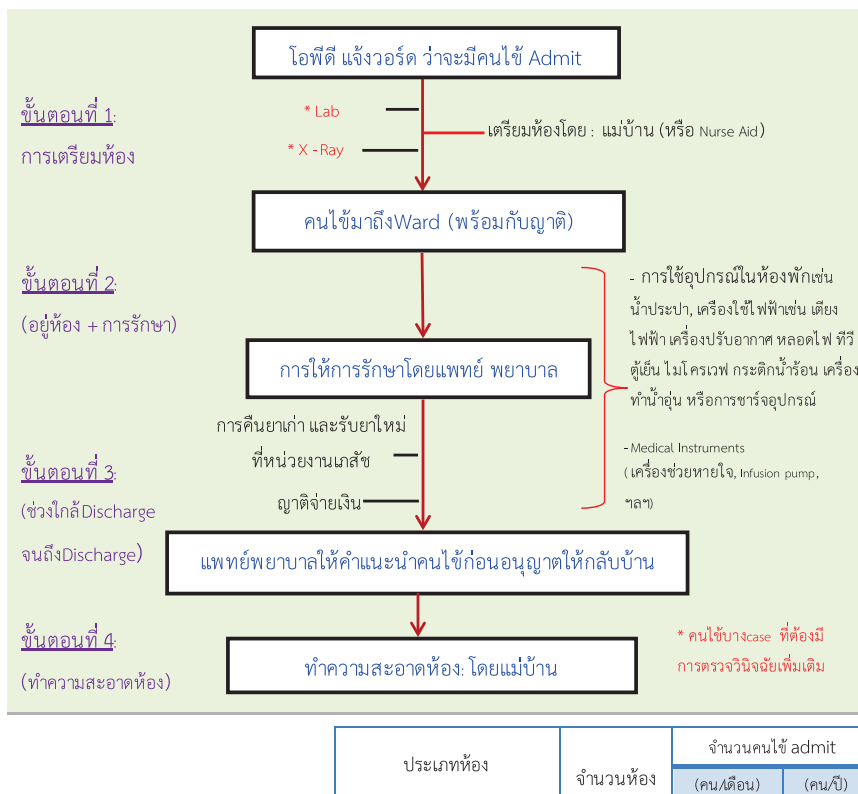 โอพีดี แจ้งวอร์ด ว่าจะมีคนไข้ Admit
ขั้นตอนที่ 1:
การเตรียมห้อง
* Lab
* X - Ray
เตรียมห้องโดย : แม่บ้าน (หรือ Nurse Aid)
คนไข้มาถึงWard (พร้อมกับญาติ)
ขั้นตอนที่ 2:
(อยู่ห้อง + การรักษา)
การให้การรักษาโดยแพทย์ พยาบาล
- การใช้อุปกรณ์ในห้องพักเช่น
น้ำประปา, เครื่องใช้ไฟฟ้าเช่น เตียง
ไฟฟ้า เครื่องปรับอากาศ หลอดไฟ ทีวี
ตู้เย็น ไมโครเวฟ กระติกน้ำร้อน เครื่อง
ทำน้ำอุ่น หรือการชาร์จอุปกรณ์
- Medical Instruments
( เครื่องช่วยหายใจ, Infusion pump,
ฯลฯ)
การคืนยาเก่า และรับยาใหม่
ที่หน่วยงานเภสัช
ญาติจ่ายเงิน
ขั้นตอนที่ 3:
(ช่วงใกล้Discharge
จนถึงDischarge)
แพทย์พยาบาลให้คำแนะนำคนไข้ก่อนอนุญาตให้กลับบ้าน
ขั้นตอนที่ 4:
(ทำความสะอาดห้อง)
ทำความสะอาดห้อง: โดยแม่บ้าน
* คนไข้บางcase ที่ต้องมี
การตรวจวินิจฉัยเพิ่มเติม
ประเภทห้อง
จำนวนห้อง
จำนวนคนไข้ admit
(คน/เดือน)
(คน/ปี)